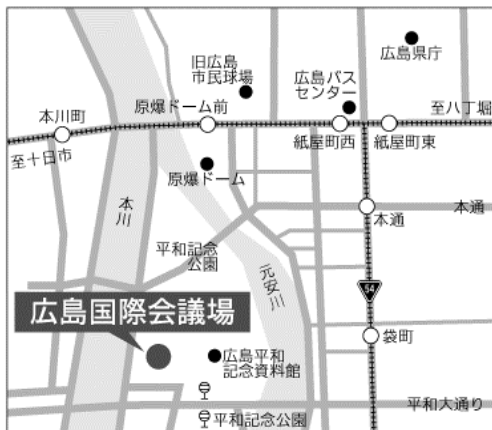 広島県庁
旧広島
市民球場
広島バス
センター
本川町
原爆ドーム前
至八丁堀
紙屋町西
紙屋町東
至十日市
原爆ドーム
本川
本通
本通
平和記念
公園
元安川
54
広島国際会議場
袋町
広島平和
記念資料館
平和大通り
平和記念公園